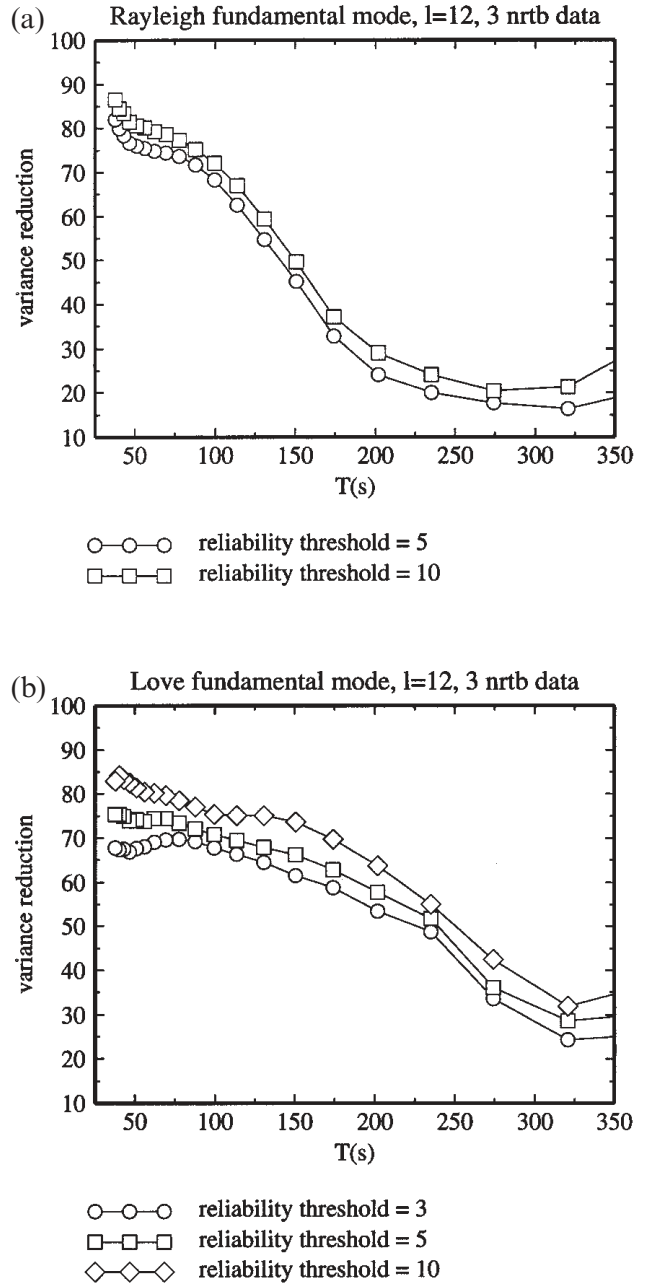 (a) Rayleigh fundamental mode, l=12, 3 nrtb data
100
90
80
70
60
50
40
30
20
10
variance reduction
50 100 150 200 250 300 350
T(s)
reliability threshold = 5
reliability threshold = 10
(b) Love fundamental mode, l=12, 3 nrtb data
100
90
80
70
60
50
40
30
20
10
variance reduction
50 100 150 200 250 300 350
T(s)
reliability threshold = 3
reliability threshold = 5
reliability threshold = 10